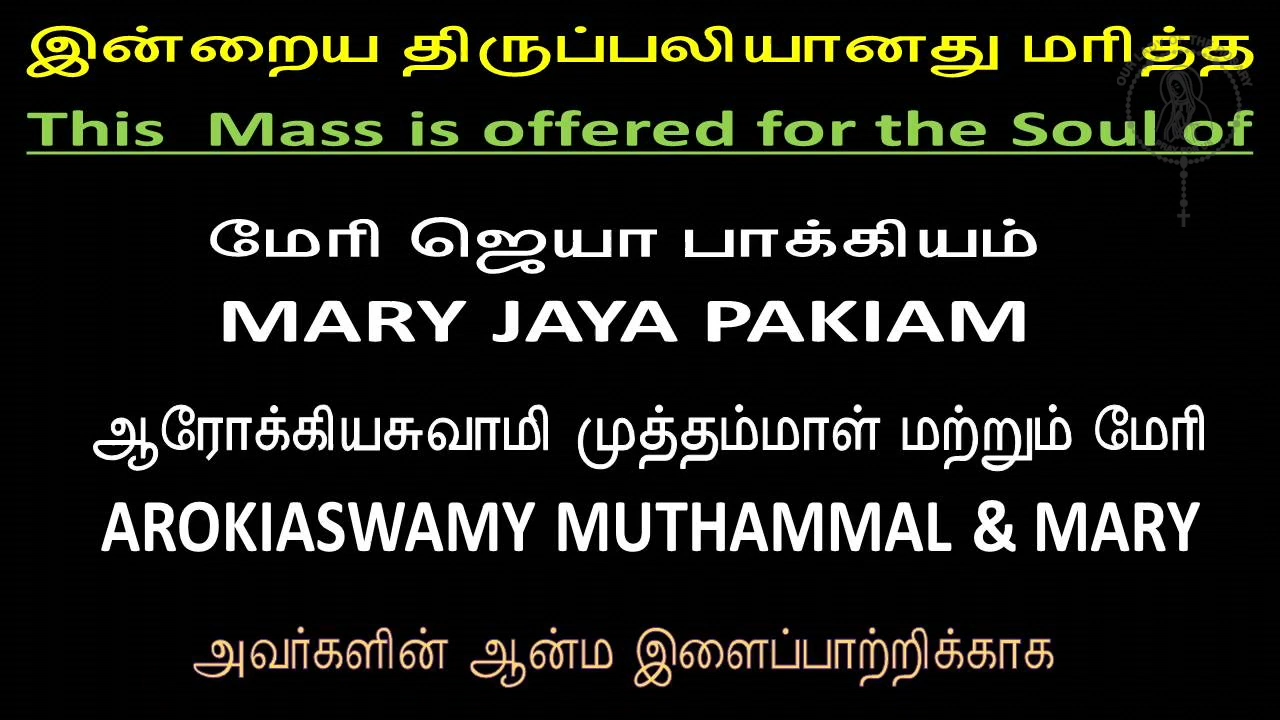 இன்றைய திருப்பலியானது மரித்த
This Mass is offered for the Soul of
மேரி ஜெயா பாக்கியம்
MARY JAYA PAKIAM
ஆரோக்கியசுவாமி முத்தம்மாள் மற்றும் மேரி
AROKIASWAMY MUTHAMMAL & MARY
அவர்களின் ஆன்ம இளைப்பாற்றிக்காக